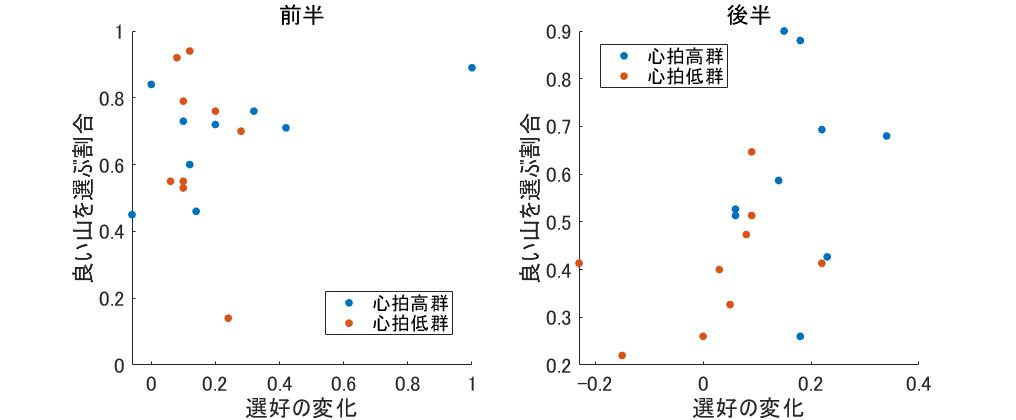 前半
1
0.8
0.6
0.4
0.2
0
良い山を選ぶ割合
心拍高群
心拍低群
0 0.2 0.4 0.6 0.8 1
選好の変化
後半
0.9
0.8
0.7
0.6
0.5
0.4
0.3
0.2
良い山を選ぶ割合
心拍高群
心拍低群
-0.2 0 0.2 0.4
選好の変化